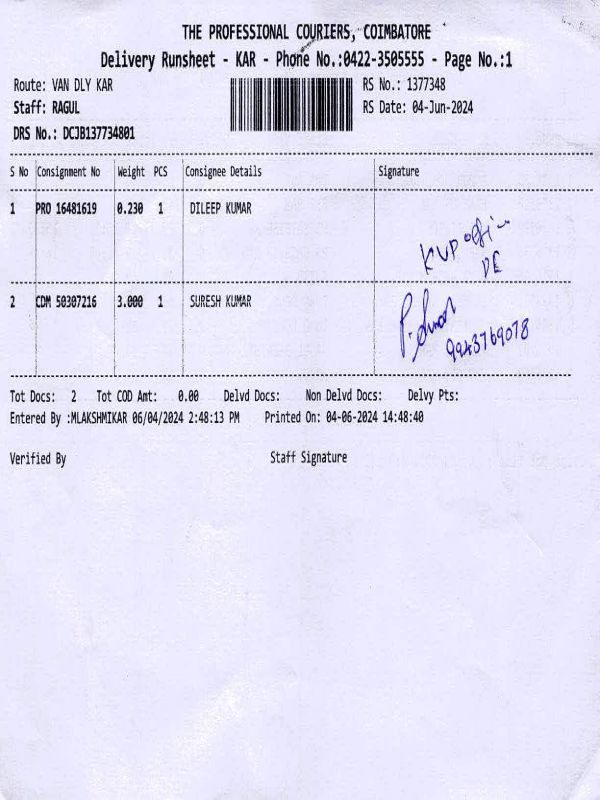 THE PROFESSIONAL COURIERS, COIMBATORE
Delivery Runsheet - KAR - Phone No.:0422-3505555 - Page No.:1
Route: VAN DLY KAR RS No.: 1377348
Staff: RAGUL RS Date: 04-Jun-2024
DRS No.: DCJB137734801
S No Consignment No Weight PCS Consignee Details Signature
1 PRO 16481619 0.230 1 DILEEP KUMAR
KVP
2 CDM 50307216 3.000 1 SURESH KUMAR
9943769078
Tot Docs: 2 Tot COD Amt: 0.00 Delvd Docs: Non Delvd Docs: Delvy Pts:
Entered By :MLAKSHMIKAR 06/04/2024 2:48:13 PM Printed On: 04-06-2024 14:48:40
Verified By Staff Signature